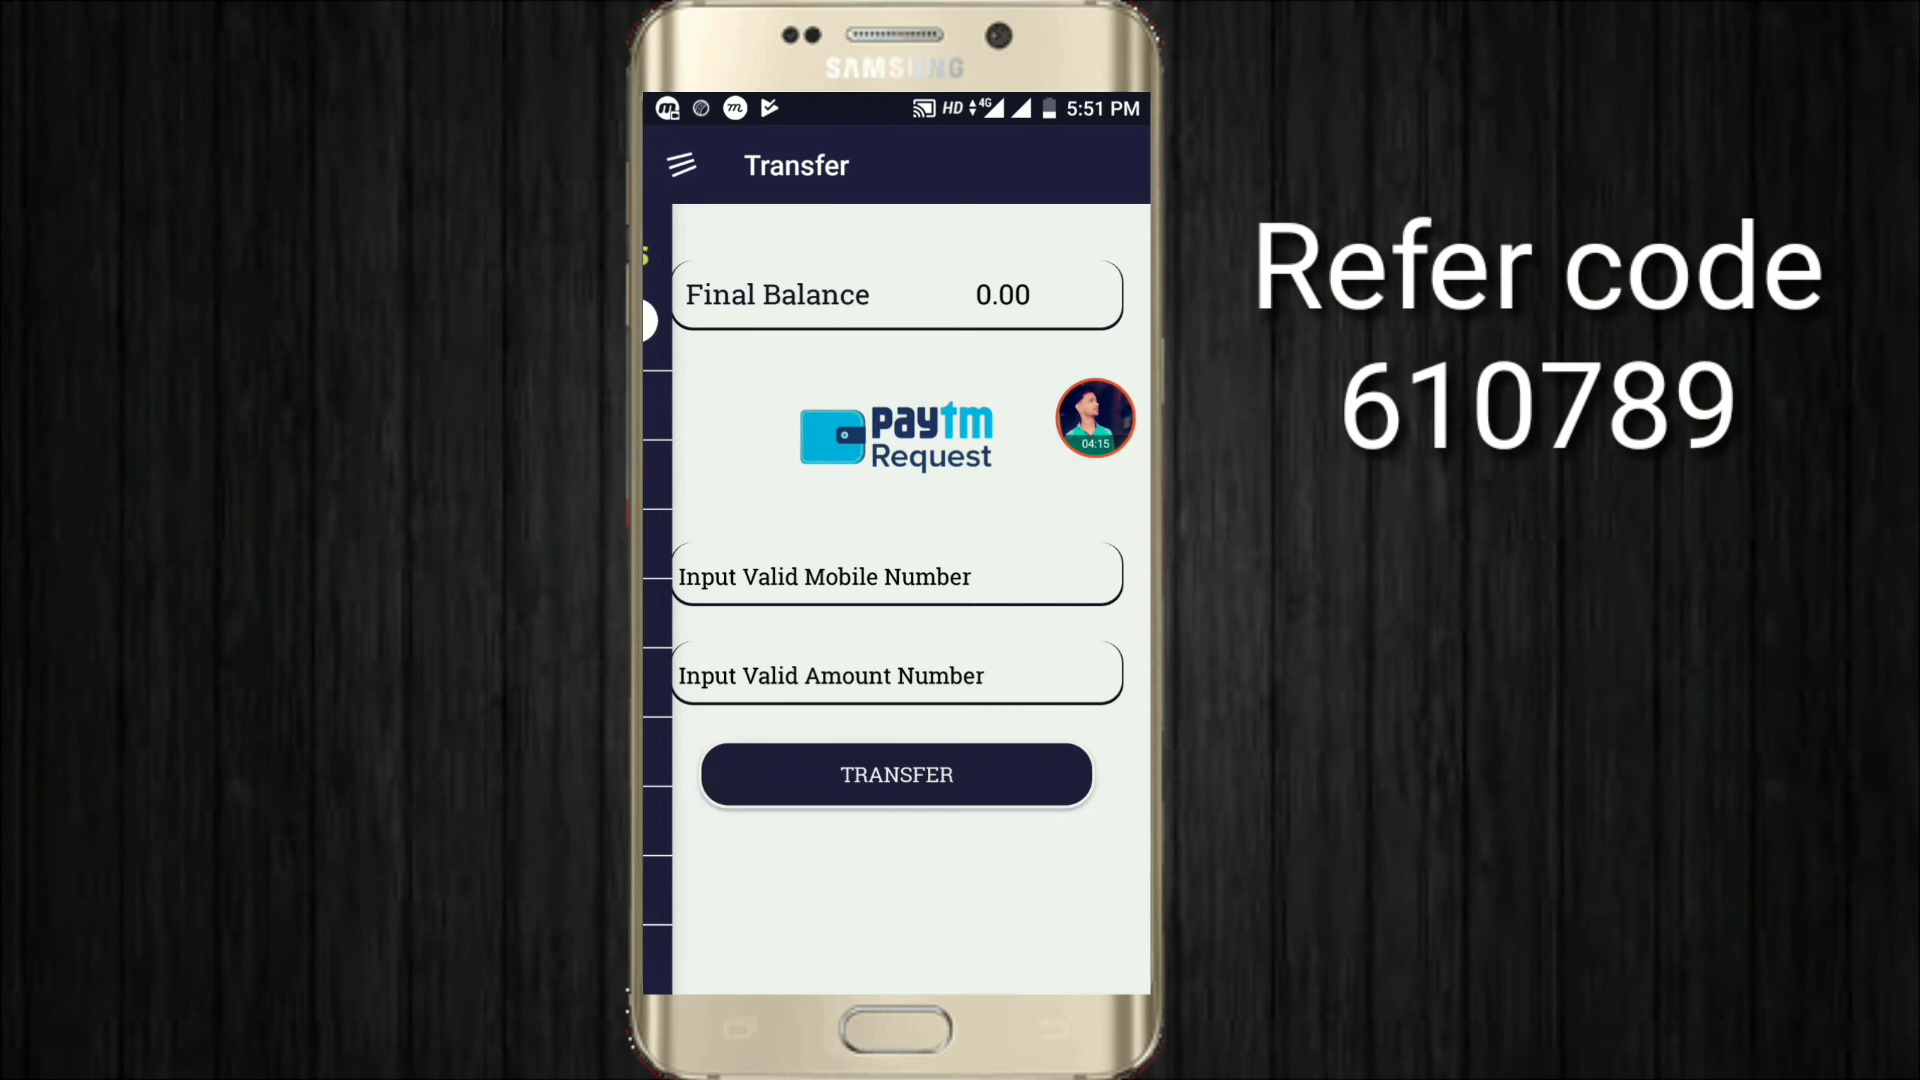 SAMSUNG
HD 4G 5:51 PM
Transfer
Final Balance 0.00
paytm
Request
04:15
Input Valid Mobile Number
Input Valid Amount Number
TRANSFER
Refer code
610789